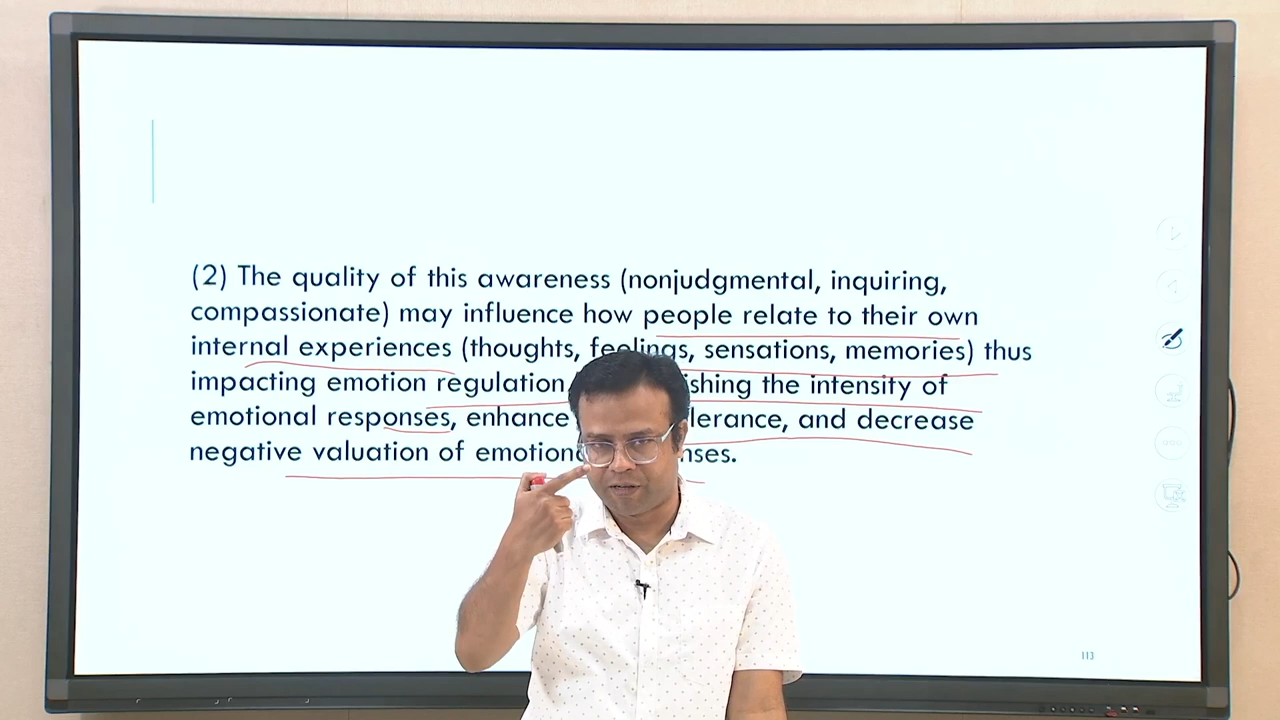 (2) The quality of this awareness (nonjudgmental, inquiring,
compassionate) may influence how people relate to their own
internal experiences (thoughts, feelings, sensations, memories) thus
impacting emotion regulation ishing the intensity of
emotional responses, enhance lerance, and decrease
negative valuation of emotion nses.
113